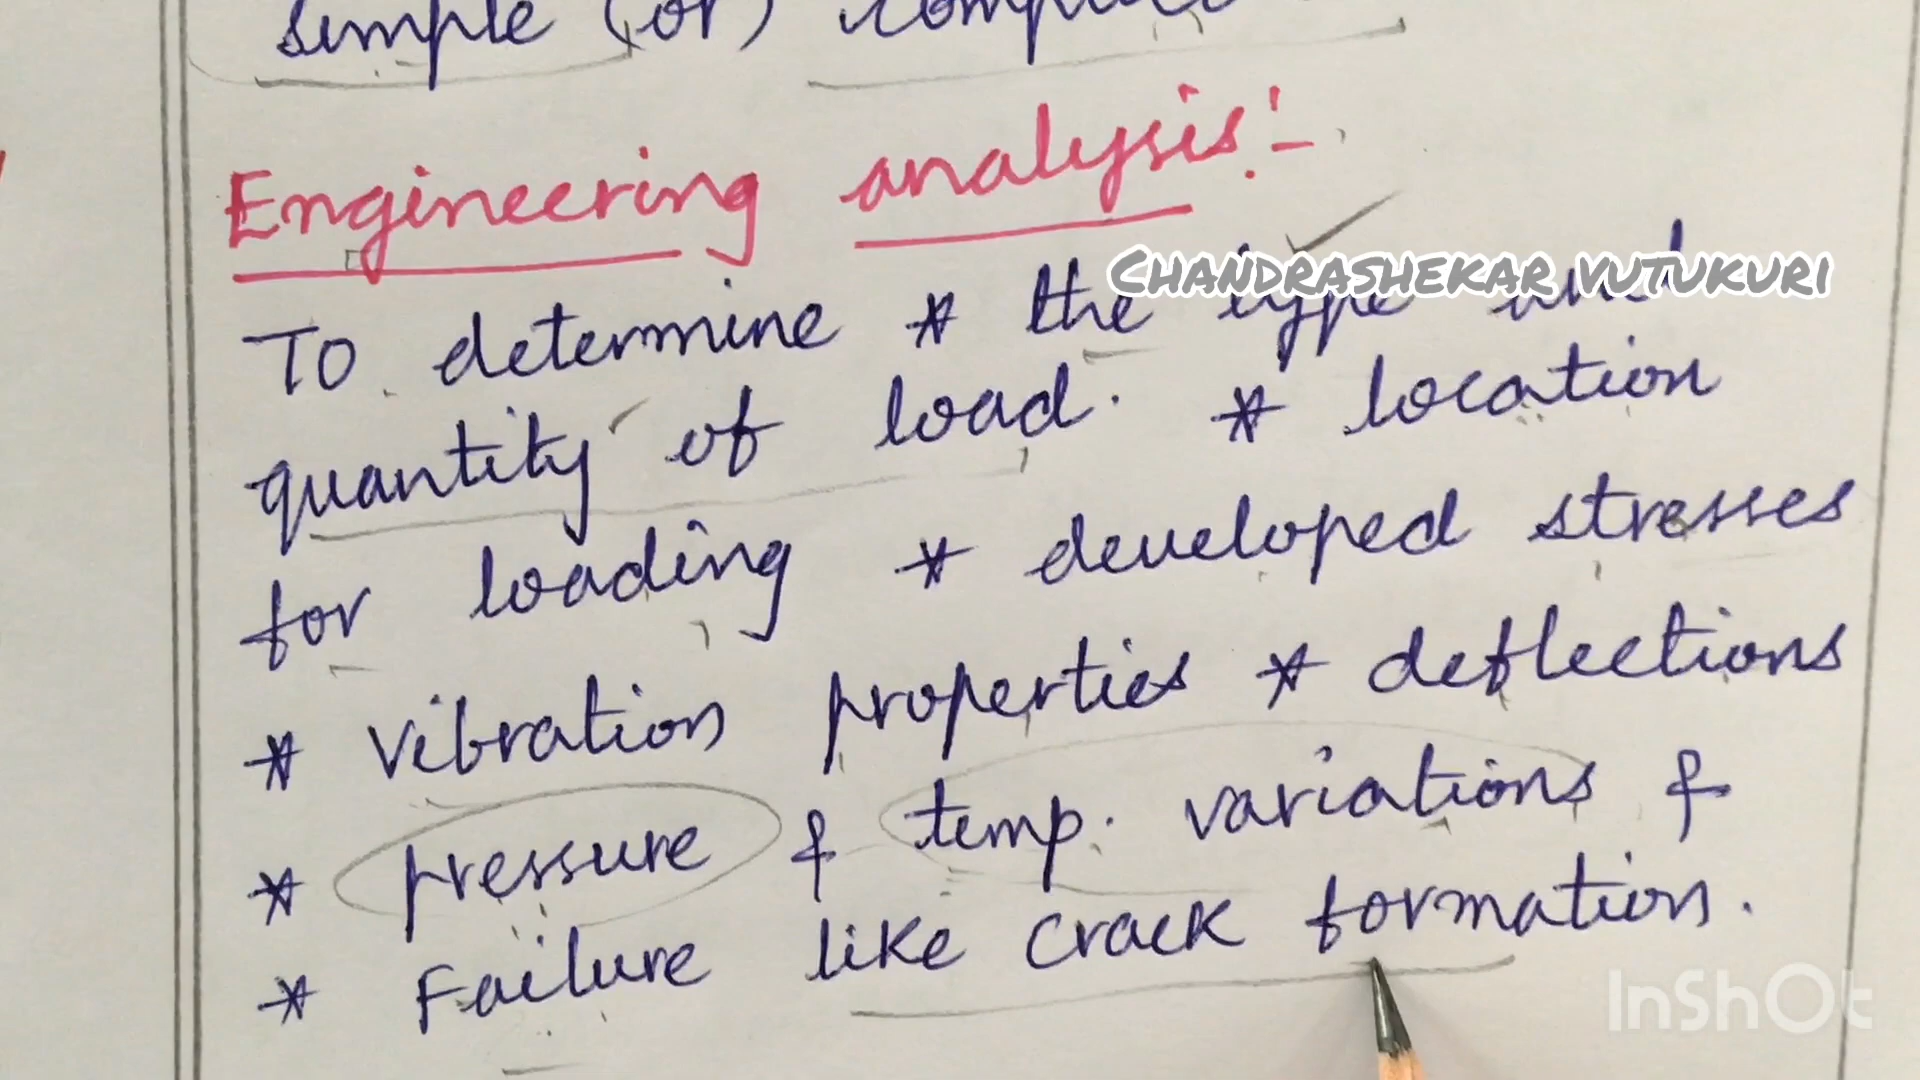 simple (or)
Engineering analysis:-
CHANDRASHEKAR VUTUKURI
To determine * the type and
quantity of load. * location
for loading * developed stresses
* Vibration properties * deflections
* pressure & temp. variations &
* Failure like crack formation.
InShOt